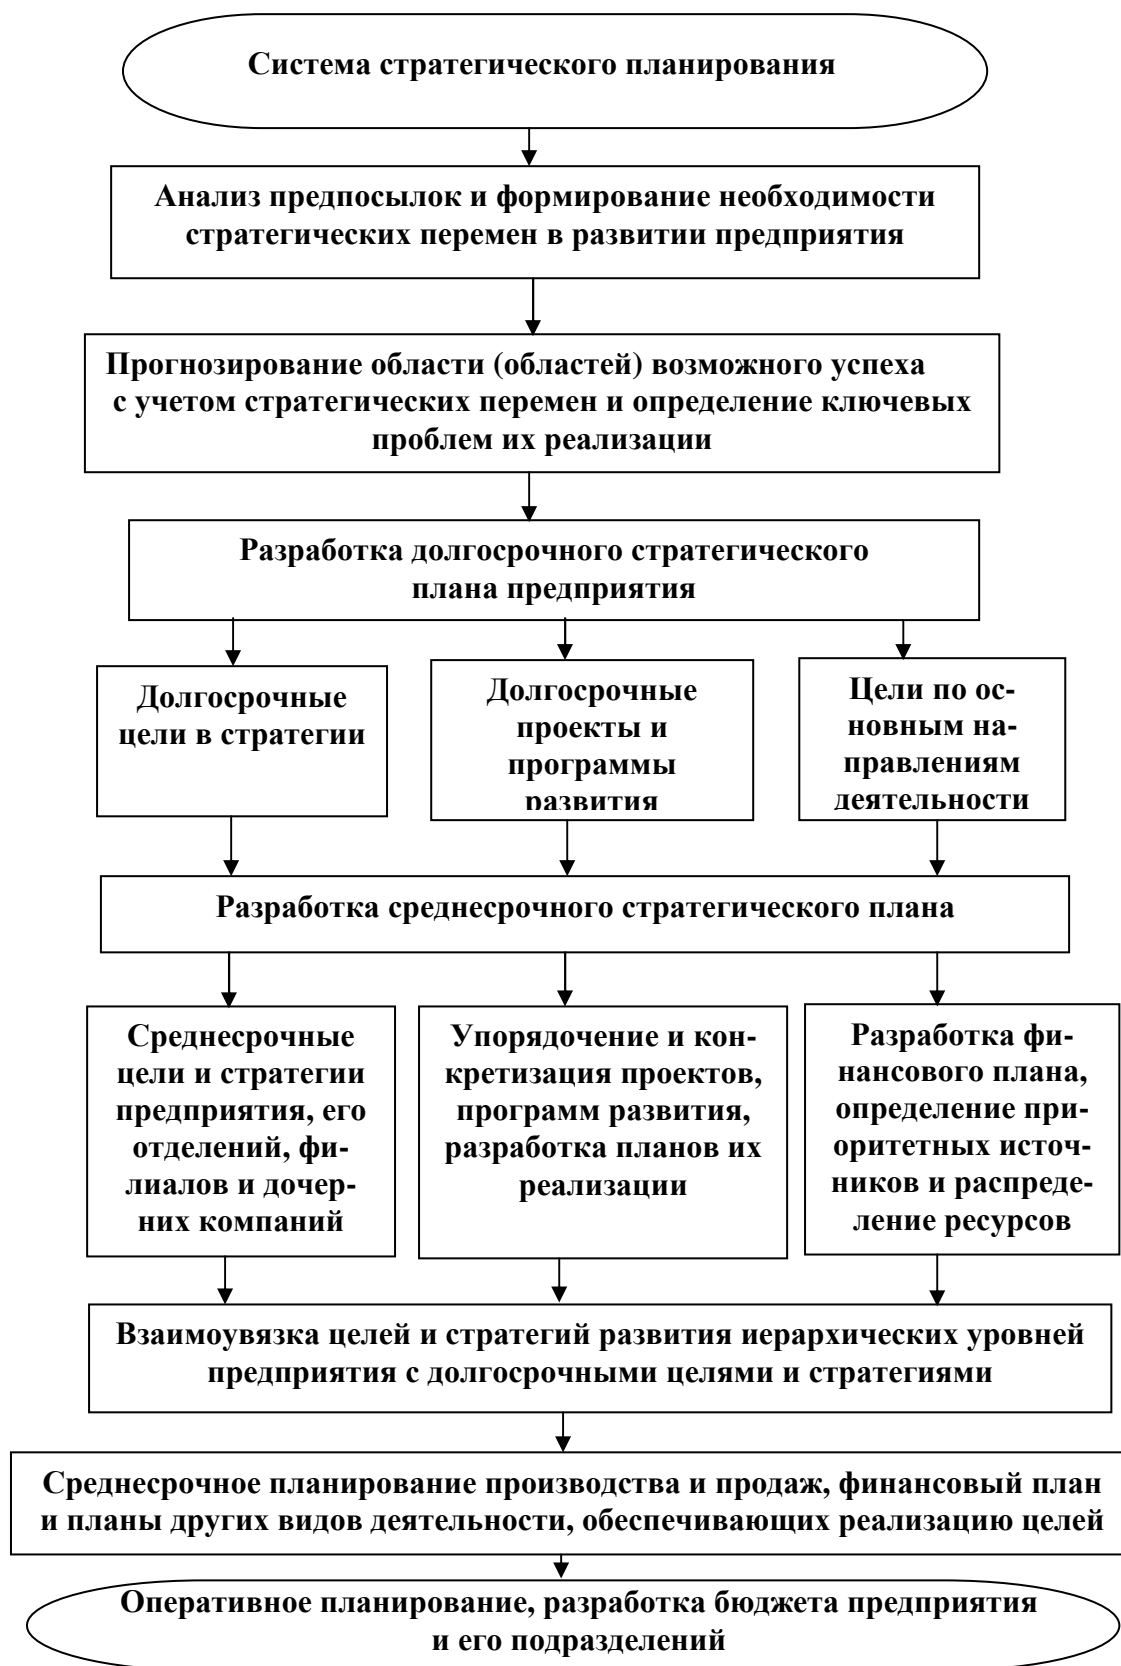 Система стратегического планирования
Анализ предпосылок и формирование необходимости
стратегических перемен в развитии предприятия
Прогнозирование области (областей) возможного успеха
с учетом стратегических перемен и определение ключевых
проблем их реализации
Разработка долгосрочного стратегического
плана предприятия
Долгосрочные
цели в стратегии
Долгосрочные
проекты и
программы
развития
Цели по ос-
новным на-
правлениям
деятельности
Разработка среднесрочного стратегического плана
Среднесрочные
цели и стратегии
предприятия, его
отделений, фи-
лиалов и дочер-
них компаний
Упорядочение и кон-
кретизация проектов,
программ развития,
разработка планов их
реализации
Разработка фи-
нансового плана,
определение при-
оритетных источ-
ников и распреде-
ление ресурсов
Взаимоувязка целей и стратегий развития иерархических уровней
предприятия с долгосрочными целями и стратегиями
Среднесрочное планирование производства и продаж, финансовый план
и планы других видов деятельности, обеспечивающих реализацию целей
Оперативное планирование, разработка бюджета предприятия
и его подразделений